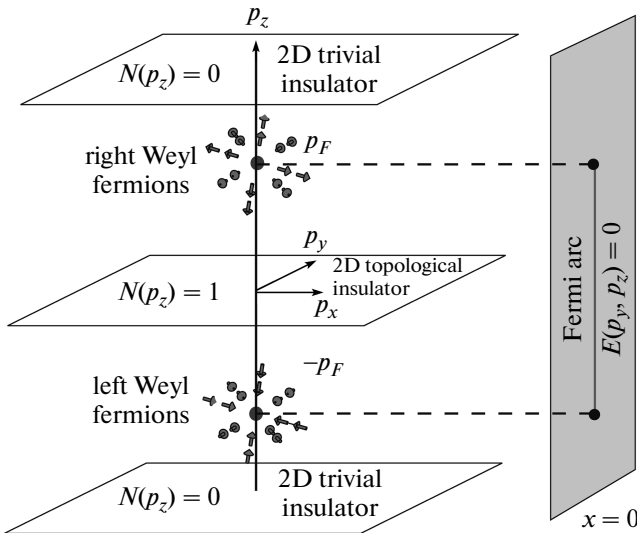 p_z
2D trivial
insulator
N(p_z) = 0
right Weyl
fermions
p_F
p_y
2D topological
insulator
N(p_z) = 1
p_x
Fermi arc
E(p_y, p_z) = 0
–p_F
left Weyl
fermions
N(p_z) = 0
2D trivial
insulator
x = 0